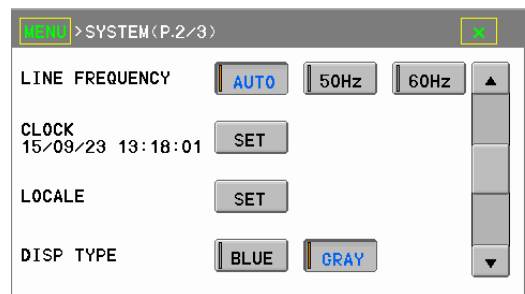 MENU >SYSTEM(P.2/3) ×
LINE FREQUENCY AUTO 50Hz 60Hz ▲
CLOCK
15/09/23 13:18:01 SET
LOCALE SET
DISP TYPE BLUE GRAY ▼